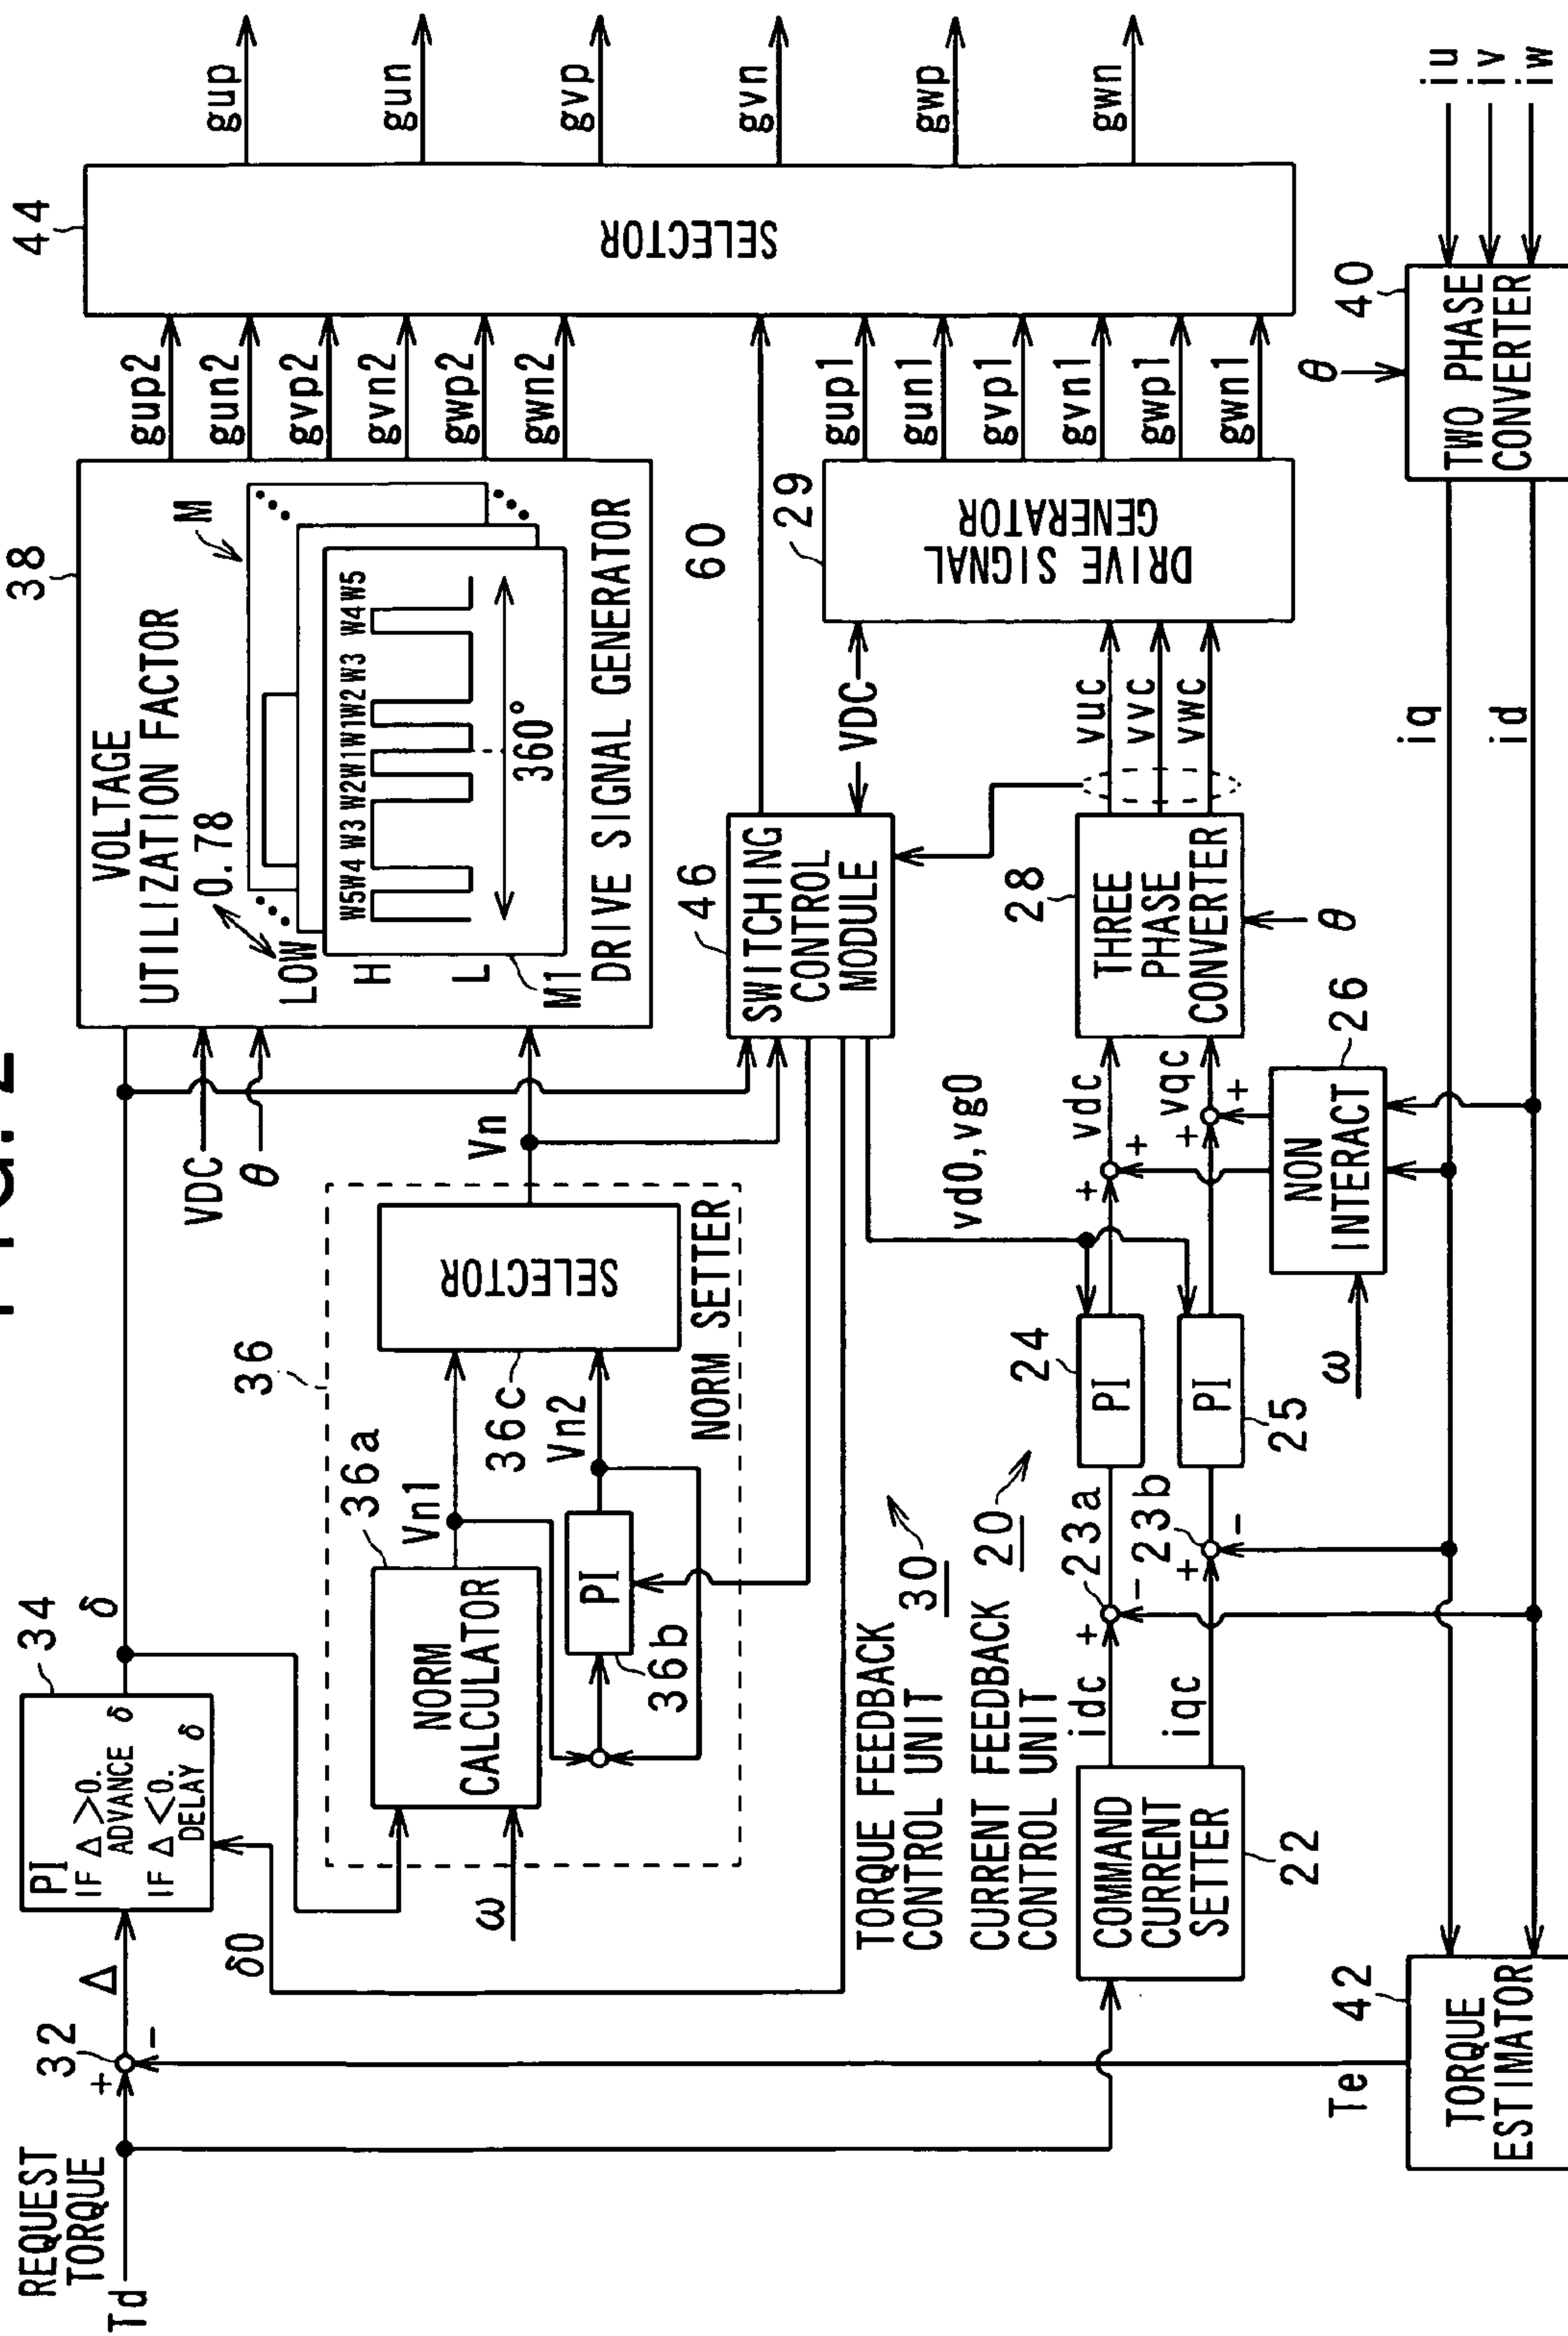 FIG. 2
REQUEST
TORQUE
Td
+
32
-
Δ
34
PI
IF Δ>0.
ADVANCE δ
IF Δ<0.
DELAY δ
δ
δ0
38
VOLTAGE
UTILIZATION FACTOR
0.78
LOW
M
H
L
W5W4 W3 W2W1W1W2 W3 W4W5
360°
M1
DRIVE SIGNAL GENERATOR
VDC
θ
gup2
gun2
gvp2
gvn2
gwp2
gwn2
44
SELECTOR
gup
gun
gvp
gvn
gwp
gwn
36
36a
NORM
CALCULATOR
ω
Vn1
PI
36b
Vn2
36c
SELECTOR
NORM SETTER
Vn
46
SWITCHING
CONTROL
MODULE
60
VDC
vd0,vg0
TORQUE FEEDBACK
CONTROL UNIT
30
CURRENT FEEDBACK
CONTROL UNIT
20
COMMAND
CURRENT
SETTER
22
idc
iqc
+
-
23a
+
-
23b
24
PI
PI
25
+
+
vdc
+
+
vqc
NON
INTERACT
26
ω
28
THREE
PHASE
CONVERTER
θ
vuc
vvc
vwc
29
DRIVE SIGNAL
GENERATOR
gup1
gun1
gvp1
gvn1
gwp1
gwn1
Te
42
TORQUE
ESTIMATOR
iq
id
θ
40
TWO PHASE
CONVERTER
iu
iv
iw